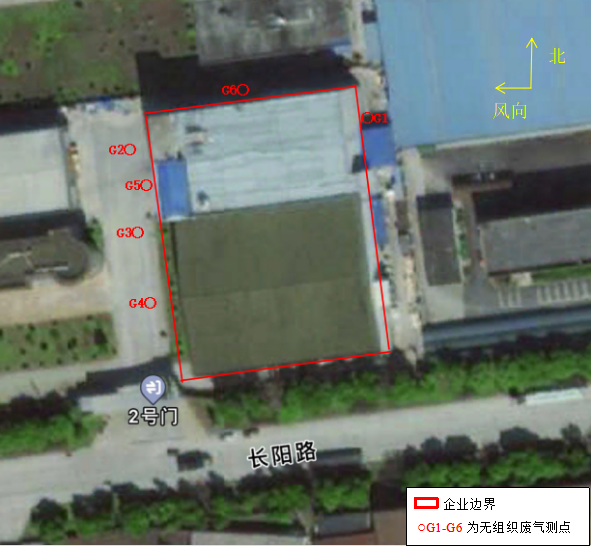 北
风向
G6○
○G1
G2○
G5○
G3○
G4○
2号门
长阳路
企业边界
○G1-G6 为无组织废气测点